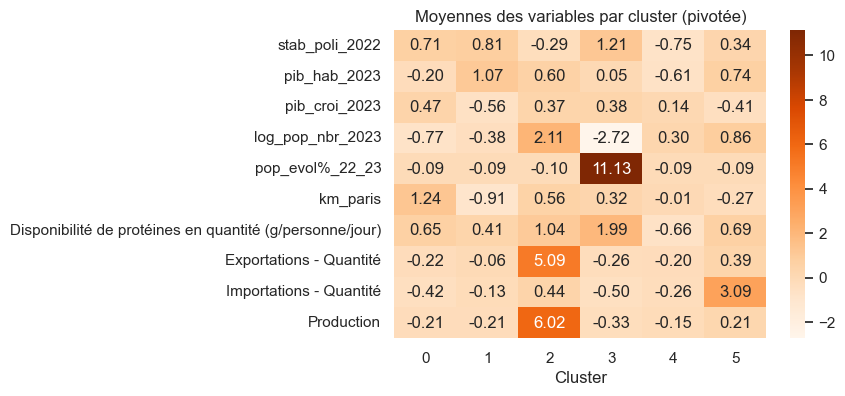 Moyennes des variables par cluster (pivotée)
stab_poli_2022 0.71 0.81 -0.29 1.21 -0.75 0.34
pib_hab_2023 -0.20 1.07 0.60 0.05 -0.61 0.74
pib_croi_2023 0.47 -0.56 0.37 0.38 0.14 -0.41
log_pop_nbr_2023 -0.77 -0.38 2.11 -2.72 0.30 0.86
pop_evol%_22_23 -0.09 -0.09 -0.10 11.13 -0.09 -0.09
km_paris 1.24 -0.91 0.56 0.32 -0.01 -0.27
Disponibilité de protéines en quantité (g/personne/jour) 0.65 0.41 1.04 1.99 -0.66 0.69
Exportations - Quantité -0.22 -0.06 5.09 -0.26 -0.20 0.39
Importations - Quantité -0.42 -0.13 0.44 -0.50 -0.26 3.09
Production -0.21 -0.21 6.02 -0.33 -0.15 0.21
0 1 2 3 4 5
Cluster
10
8
6
4
2
0
−2